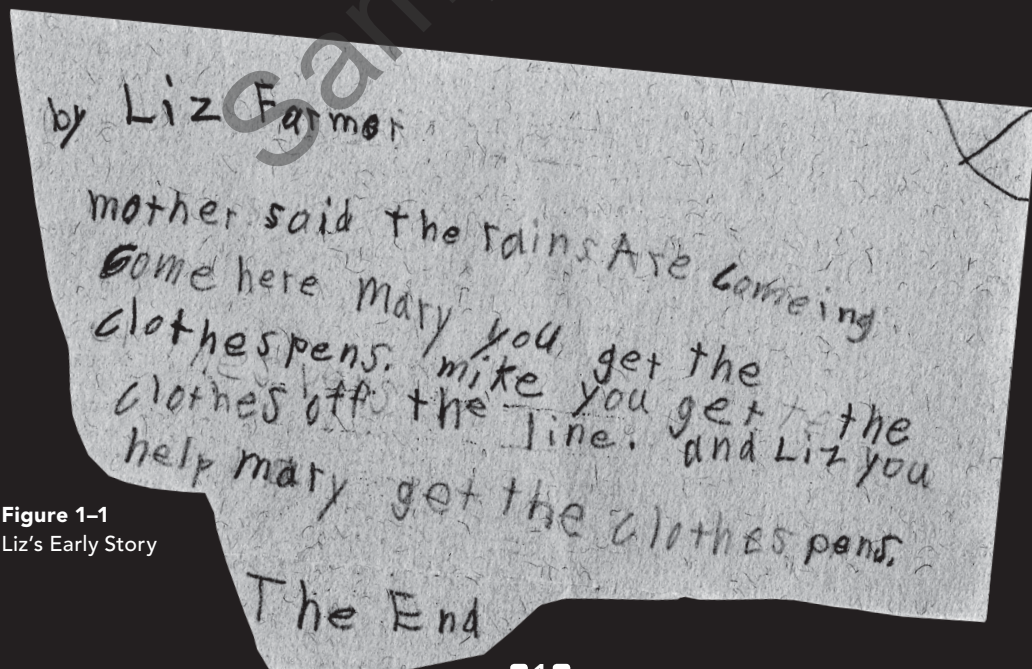 by Liz Farmer
mother said the rains Are Comeing
Come here mary you get the
clothespens. mike you get the
clothes off the line. and Liz you
help mary get the clothes pens.
The End
Figure 1–1
Liz's Early Story